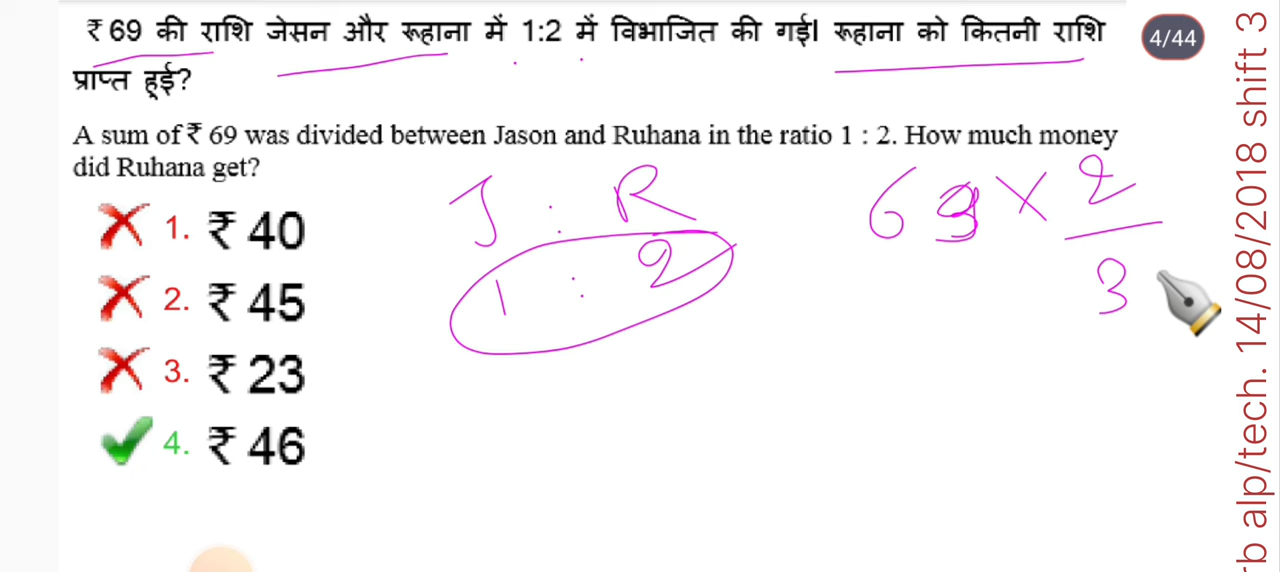 ₹ 69 की राशि जेसन और रूहाना में 1:2 में विभाजित की गई। रूहाना को कितनी राशि
प्राप्त हूई?
4/44
A sum of ₹ 69 was divided between Jason and Ruhana in the ratio 1 : 2. How much money
did Ruhana get?
1. ₹ 40
2. ₹ 45
3. ₹ 23
4. ₹ 46
J : R
1 : 2
69 × 2
3
rb alp/tech. 14/08/2018 shift 3